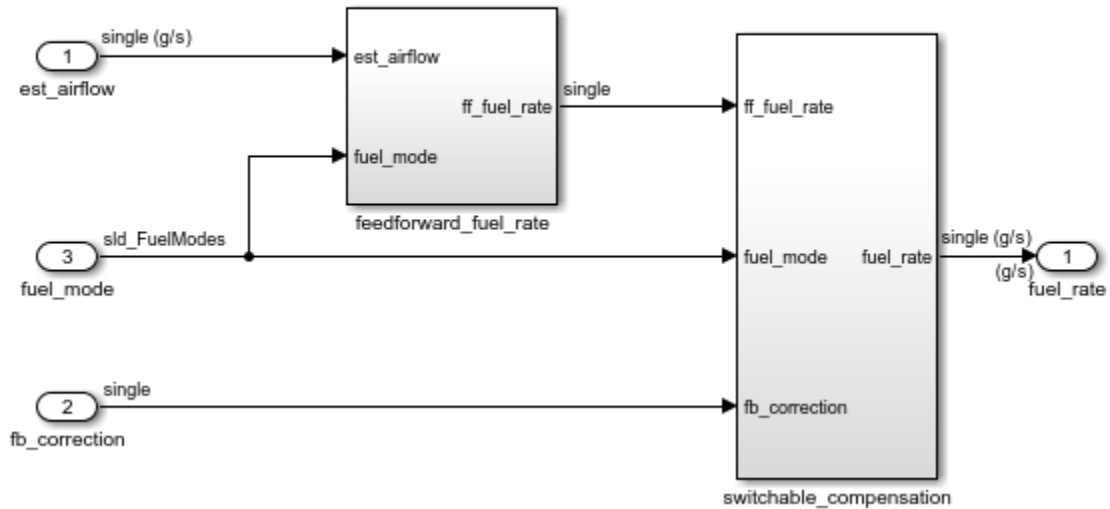 single (g/s)
1
est_airflow
est_airflow
ff_fuel_rate
fuel_mode
feedforward_fuel_rate
single
ff_fuel_rate
sld_FuelModes
3
fuel_mode
fuel_mode
fuel_rate
single (g/s)
(g/s)
1
fuel_rate
single
2
fb_correction
fb_correction
switchable_compensation